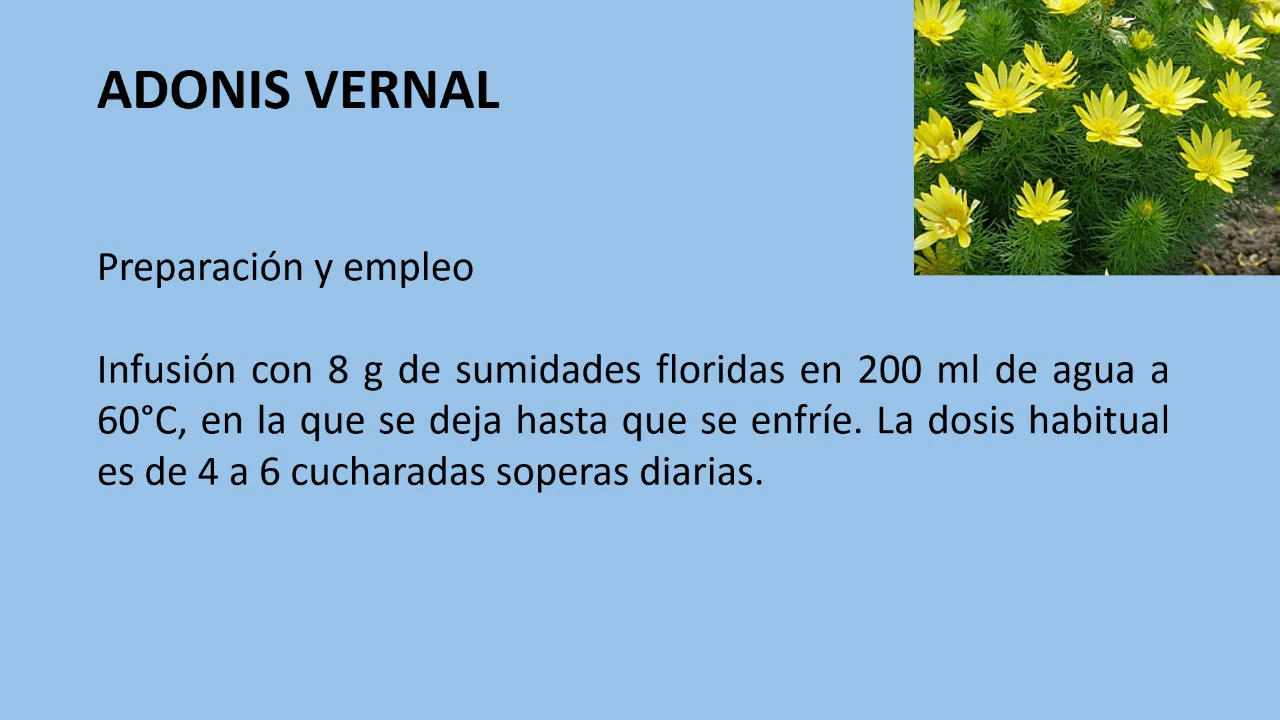 ADONIS VERNAL
Preparación y empleo
Infusión con 8 g de sumidades floridas en 200 ml de agua a
60°C, en la que se deja hasta que se enfríe. La dosis habitual
es de 4 a 6 cucharadas soperas diarias.